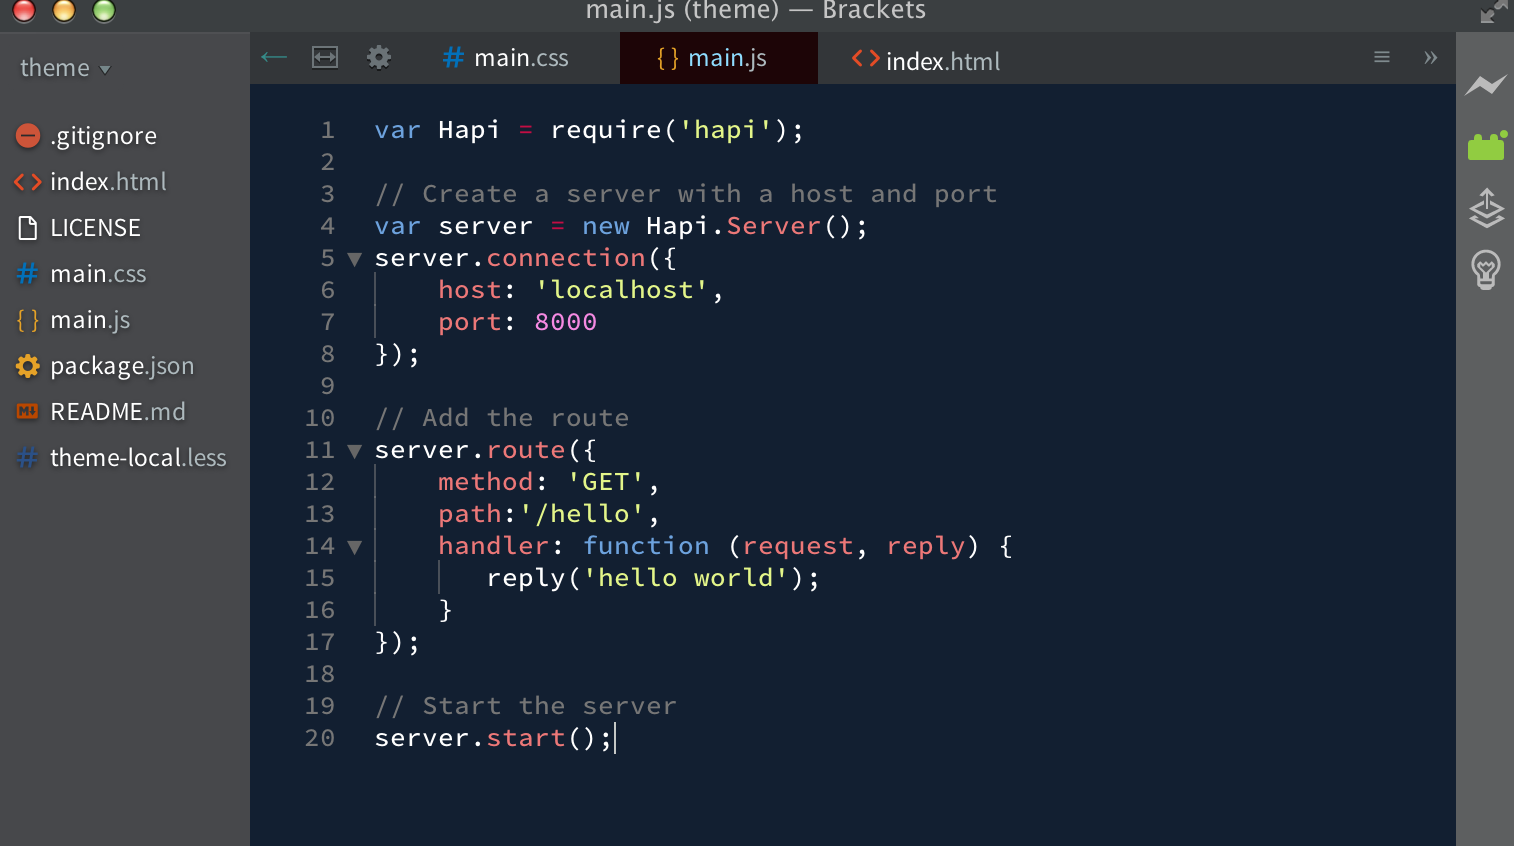 main.js (theme) — Brackets
theme
.gitignore
index.html
LICENSE
main.css
main.js
package.json
README.md
theme-local.less
# main.css
{ } main.js
<> index.html
1 var Hapi = require('hapi');
2
3 // Create a server with a host and port
4 var server = new Hapi.Server();
5 server.connection({
6 host: 'localhost',
7 port: 8000
8 });
9
10 // Add the route
11 server.route({
12 method: 'GET',
13 path:'/hello',
14 handler: function (request, reply) {
15 reply('hello world');
16 }
17 });
18
19 // Start the server
20 server.start();